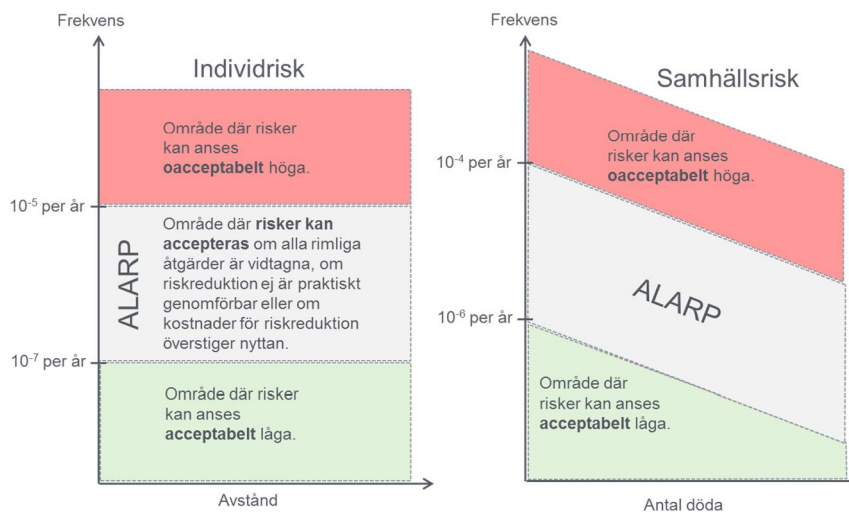 Frekvens
Individrisk
Område där risker
kan anses
oacceptabelt höga.
10-5 per år
ALARP
Område där risker kan
accepteras om alla rimliga
åtgärder är vidtagna, om
riskreduktion ej är praktiskt
genomförbar eller om
kostnader för riskreduktion
överstiger nyttan.
10-7 per år
Område där risker
kan anses
acceptabelt låga.
Avstånd
Frekvens
Samhällsrisk
Område där
risker kan anses
oacceptabelt höga.
10-4 per år
ALARP
10-6 per år
Område där
risker kan anses
acceptabelt låga.
Antal döda